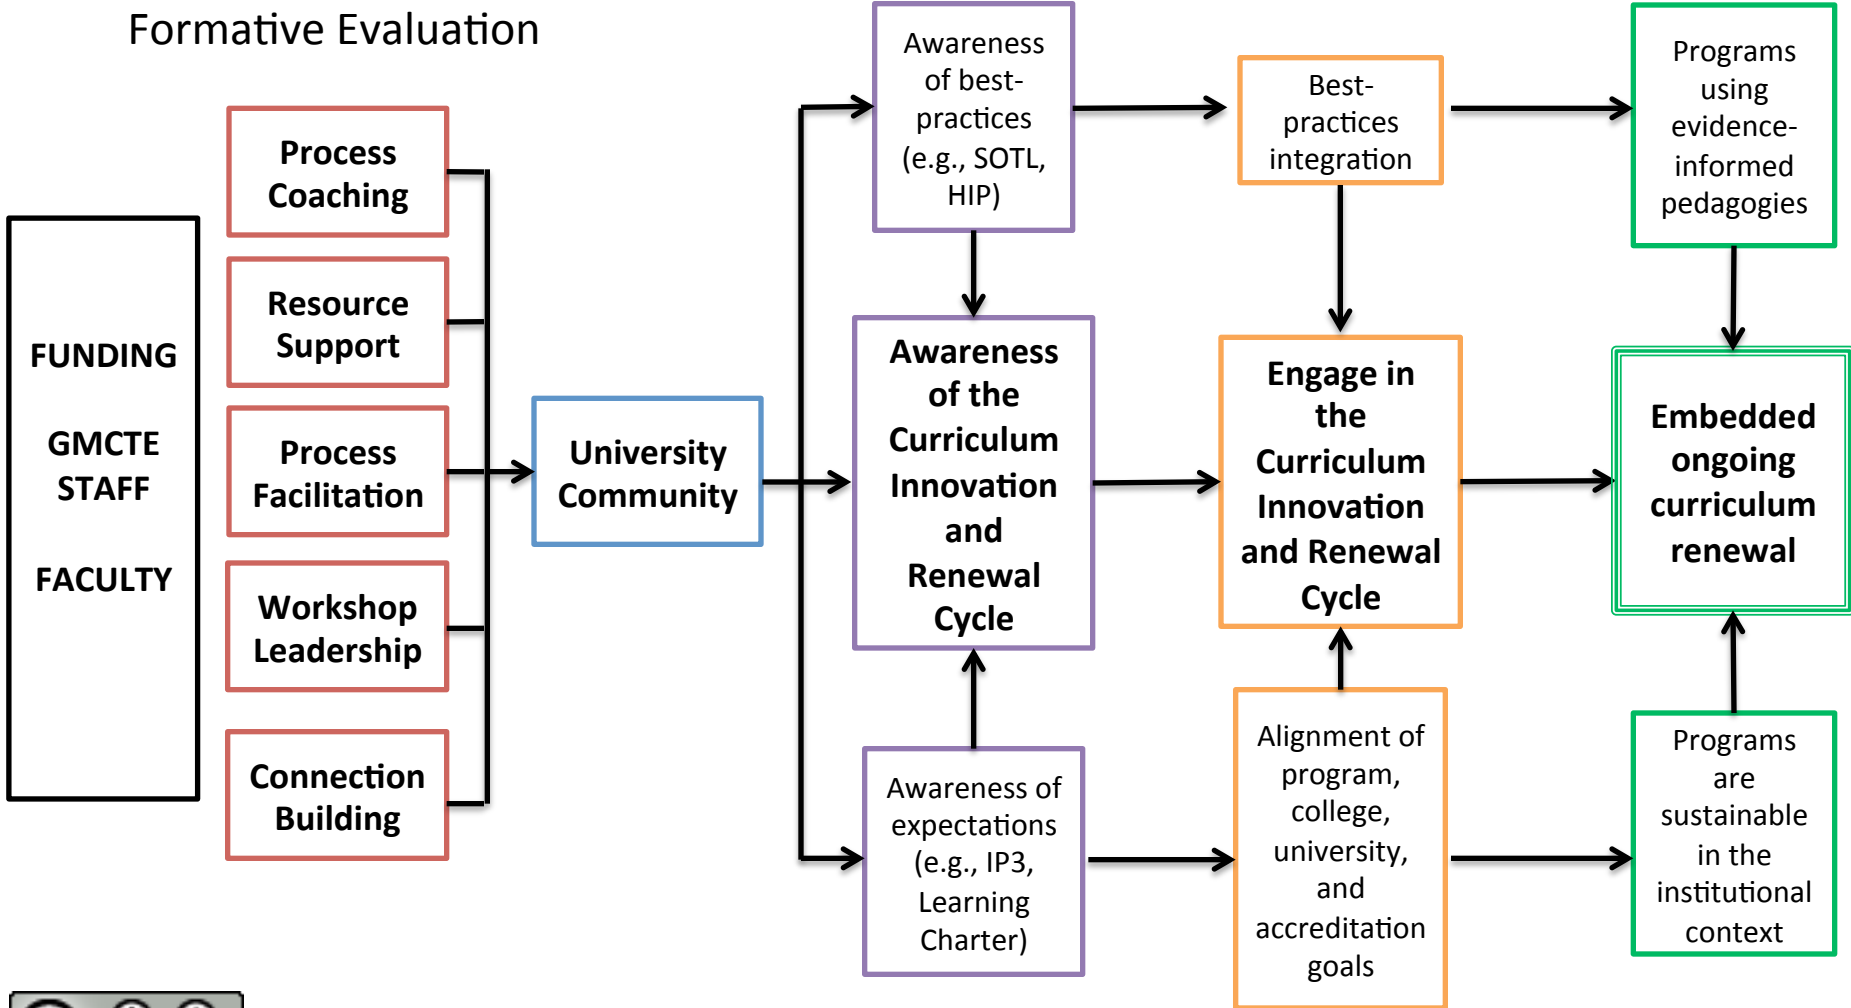 Formative Evaluation
FUNDING
GMCTE
STAFF
FACULTY
Process
Coaching
Resource
Support
Process
Facilitation
Workshop
Leadership
Connection
Building
University
Community
Awareness
of best-
practices
(e.g., SOTL,
HIP)
Awareness
of the
Curriculum
Innovation
and
Renewal
Cycle
Awareness of
expectations
(e.g., IP3,
Learning
Charter)
Best-
practices
integration
Engage in
the
Curriculum
Innovation
and Renewal
Cycle
Alignment of
program,
college,
university,
and
accreditation
goals
Programs
using
evidence-
informed
pedagogies
Embedded
ongoing
curriculum
renewal
Programs
are
sustainable
in the
institutional
context